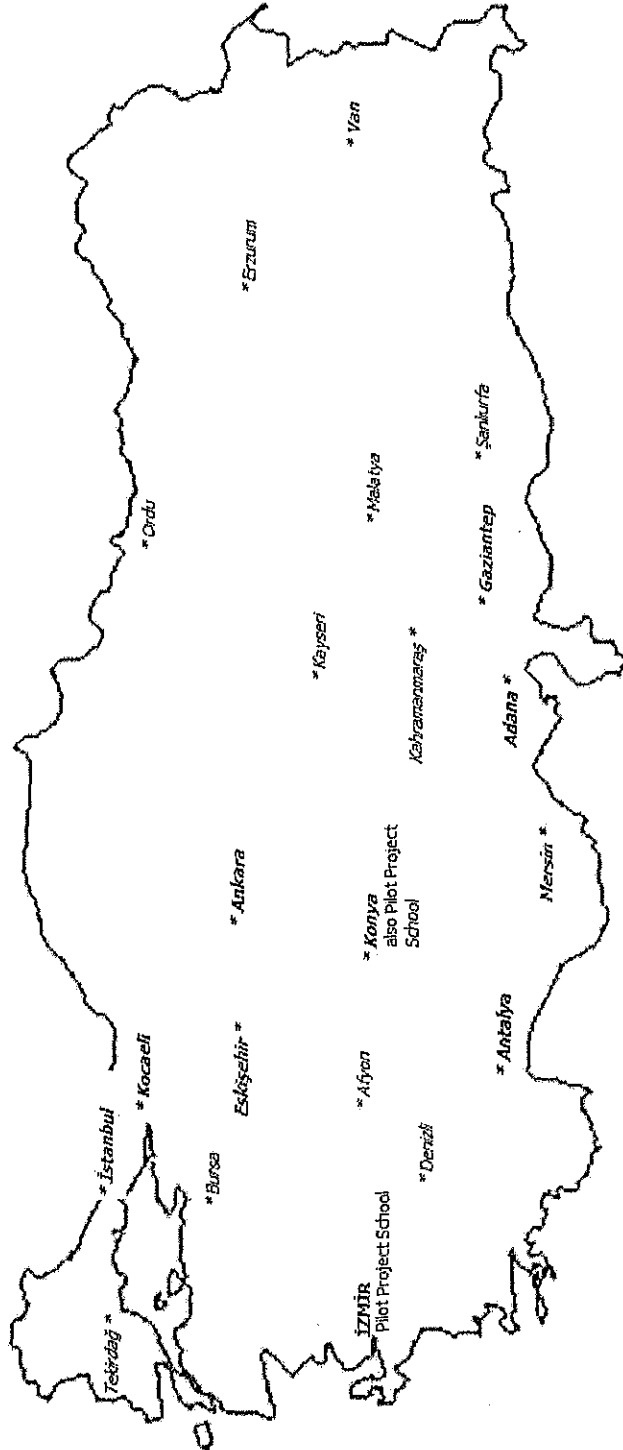 * İstanbul
Tekirdağ *
* Kocaeli
* Ordu
* Bursa
Eskişehir *
* Ankara
* Erzurum
* Kayseri
* Van
İZMİR
Pilot Project School
* Afyon
* Konya
also Pilot Project
School
* Malatya
Kahramanmaraş *
* Denizli
* Gaziantep
* Şanlıurfa
* Antalya
Adana *
Mersin *